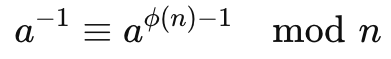 a⁻¹ ≡ a^{ϕ(n)−1} mod n